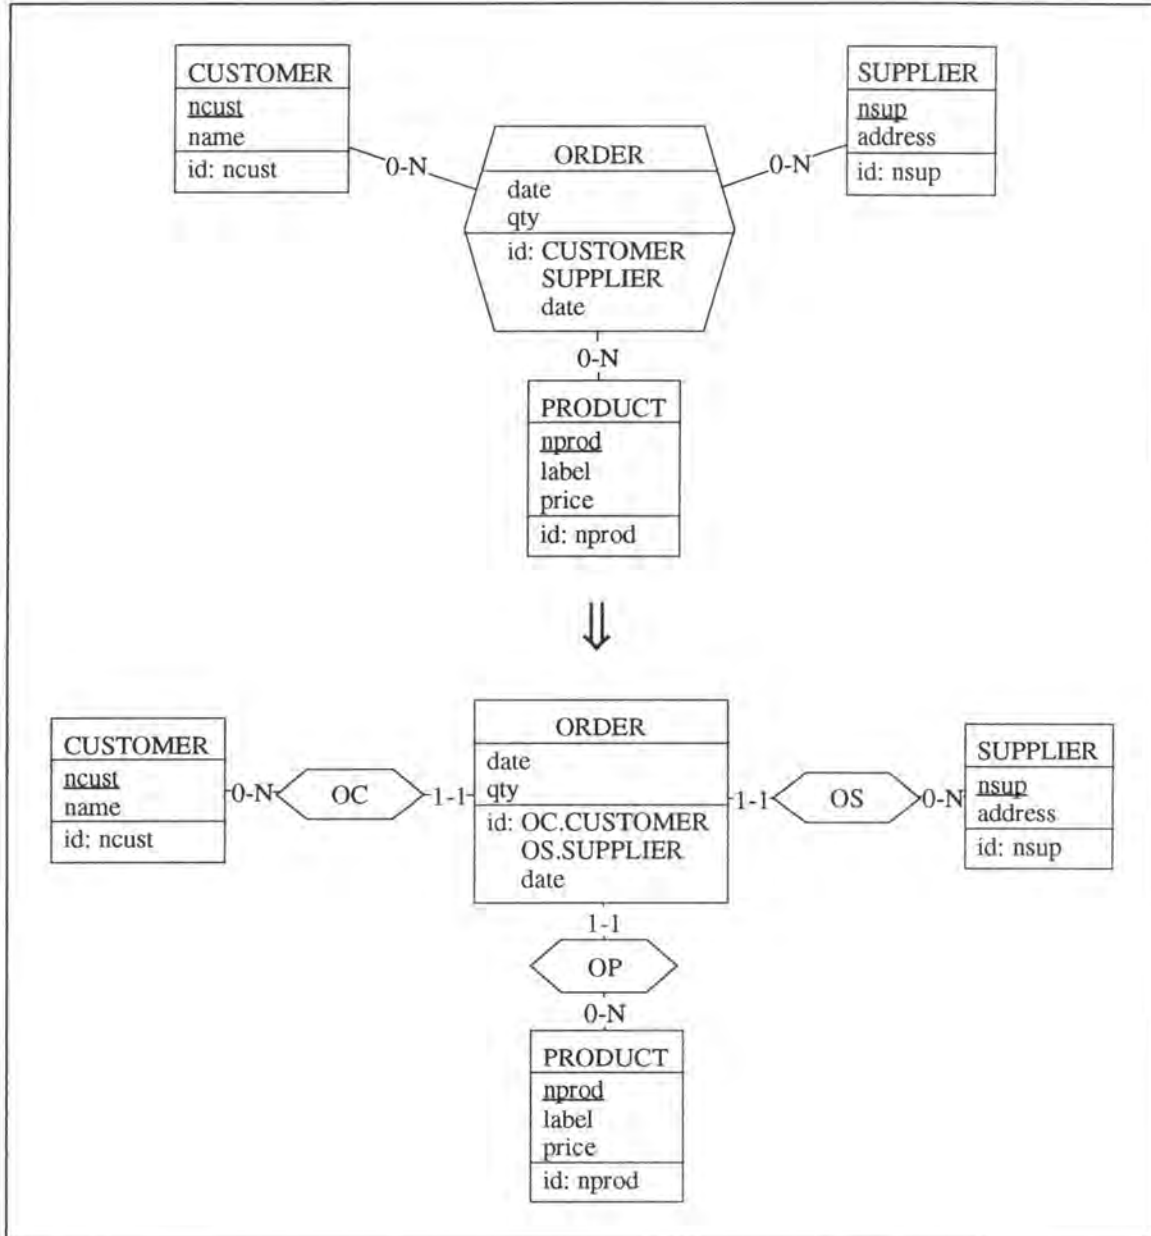 CUSTOMER
ncust
name
id: ncust
0-N
ORDER
date
qty
id: CUSTOMER
SUPPLIER
date
0-N
SUPPLIER
nsup
address
id: nsup
0-N
PRODUCT
nprod
label
price
id: nprod
⇓
CUSTOMER
ncust
name
id: ncust
0-N
OC
1-1
ORDER
date
qty
id: OC.CUSTOMER
OS.SUPPLIER
date
1-1
OS
0-N
SUPPLIER
nsup
address
id: nsup
1-1
OP
0-N
PRODUCT
nprod
label
price
id: nprod